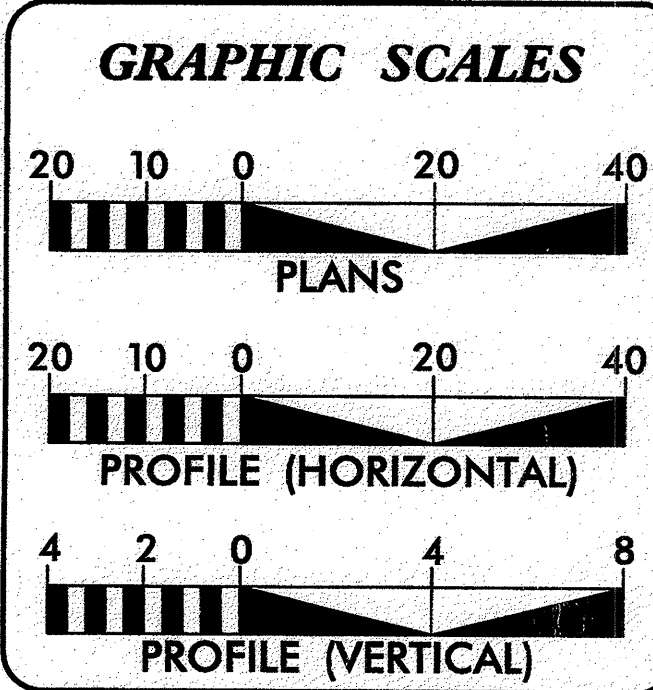 GRAPHIC SCALES
20 10 0 20 40
PLANS
20 10 0 20 40
PROFILE (HORIZONTAL)
4 2 0 4 8
PROFILE (VERTICAL)